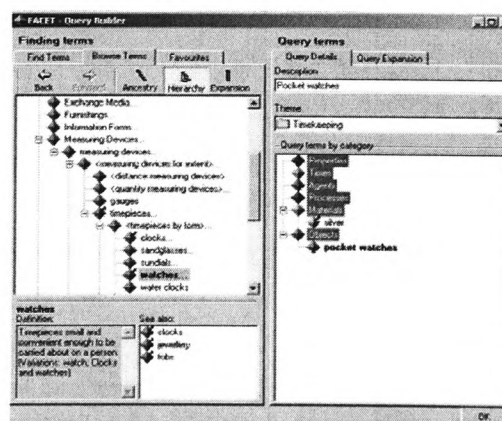 FACET - Query Builder
Finding terms
Find Terms
Browse Terms
Favourites
Back
Forward
Ancestry
Hierarchy
Expansion
Exchange Media
Furnishings
Information Forms...
Measuring Devices...
measuring devices...
<measuring devices for extent>
<distance measuring devices>
<quantity measuring devices>...
gauges
timepieces...
<timepieces by form>...
clocks...
sandglasses...
sundials...
watches...
water clocks
watches
Definition:
Timepieces small and
convenient enough to be
carried about on a person.
(Variations: watch; Clocks
and watches)
See also:
clocks
jewellery
fobs
Query terms
Query Details
Query Expansion
Description
Pocket watches
Theme
Timekeeping
Query terms by category
Properties
Agents
Processes
Materials
silver
Objects
pocket watches
OK